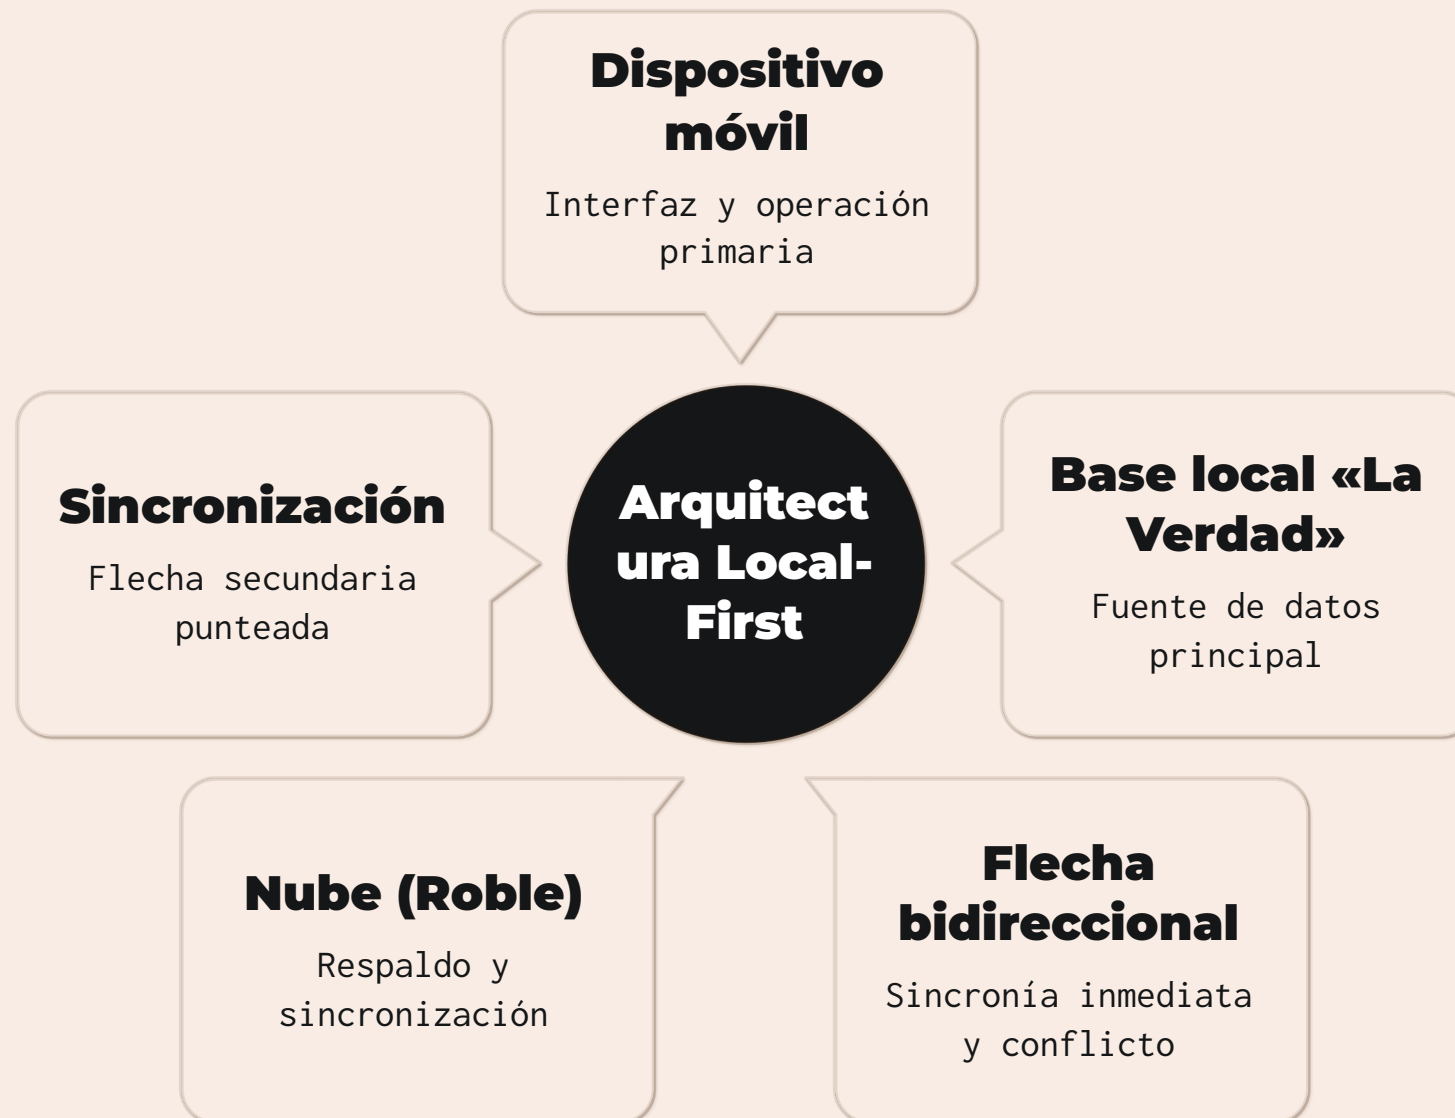 Dispositivo
móvil
Interfaz y operación
primaria
Sincronización
Flecha secundaria
punteada
Arquitect
ura Local-
First
Base local «La
Verdad»
Fuente de datos
principal
Nube (Roble)
Respaldo y
sincronización
Flecha
bidireccional
Sincronía inmediata
y conflicto